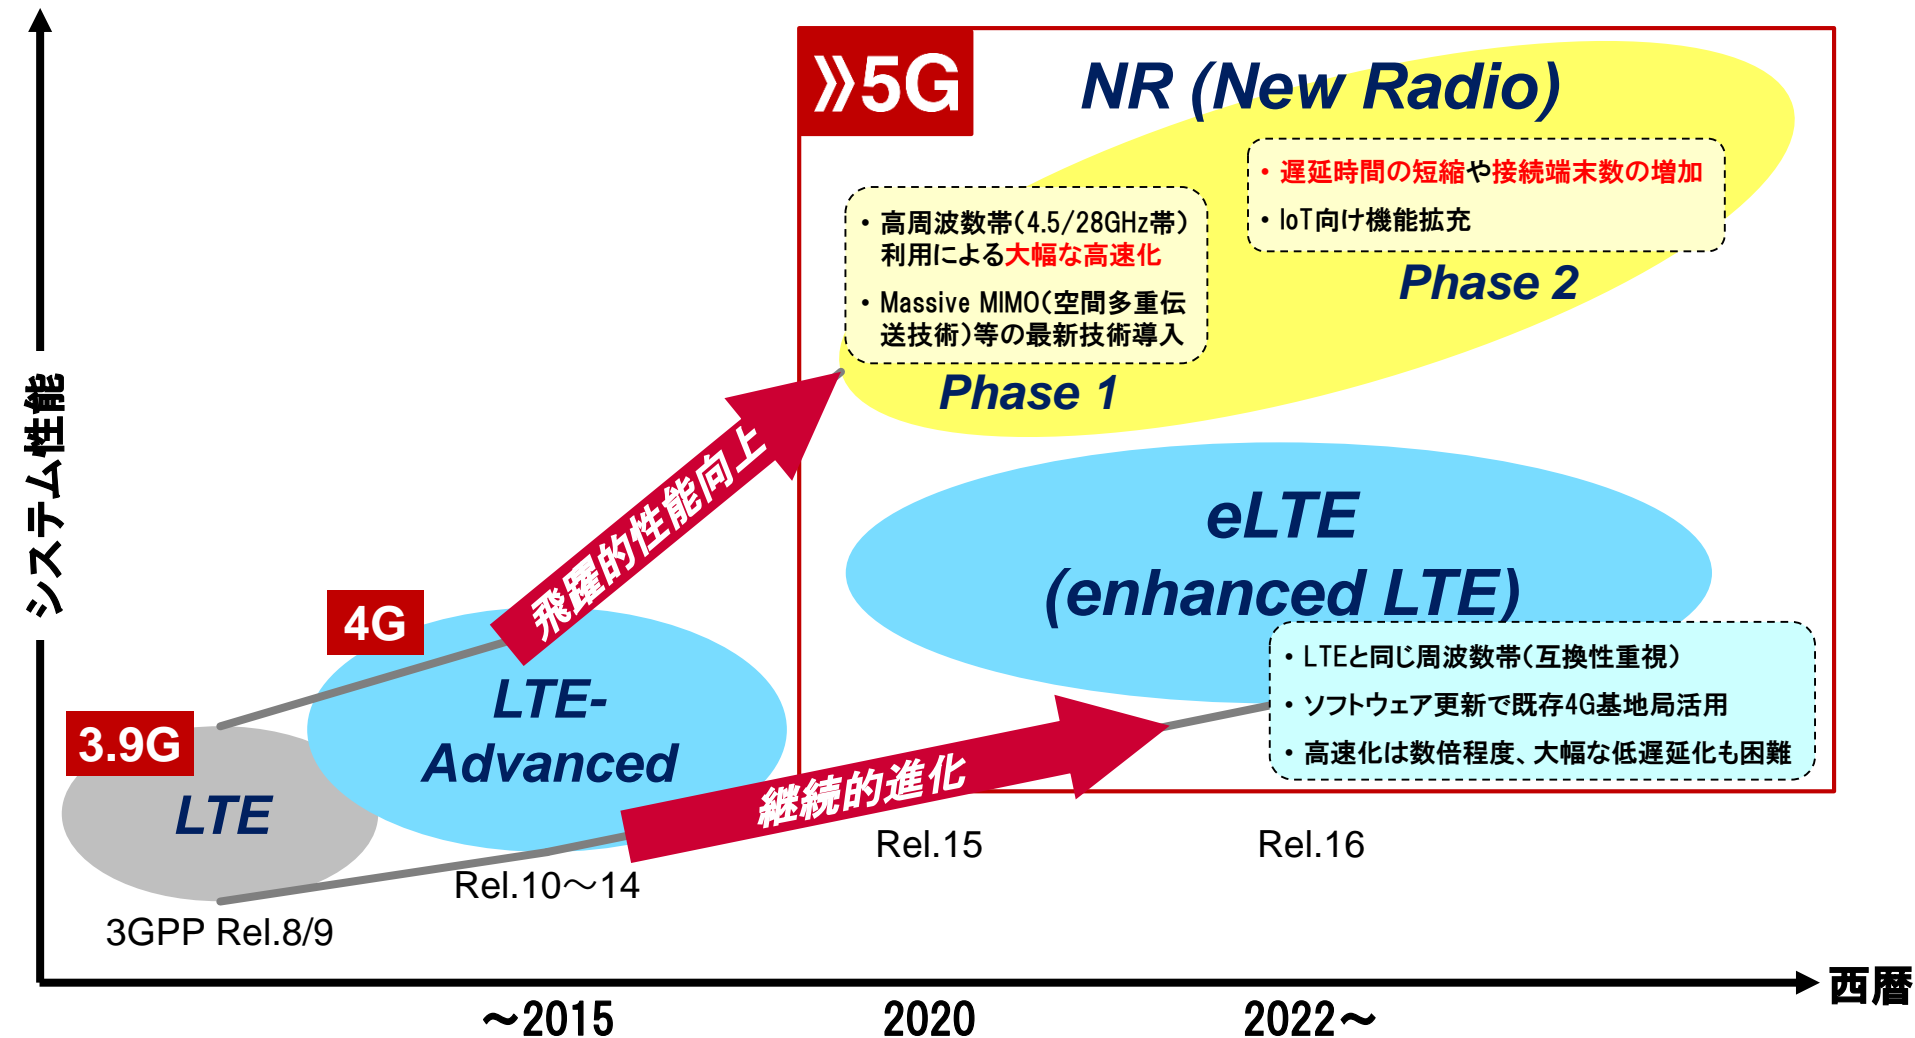 システム性能
》5G
NR (New Radio)
・遅延時間の短縮や接続端末数の増加
・IoT向け機能拡充
Phase 2
・高周波数帯(4.5/28GHz帯)
利用による大幅な高速化
・Massive MIMO(空間多重伝
送技術)等の最新技術導入
Phase 1
飛躍的性能向上
eLTE
(enhanced LTE)
・LTEと同じ周波数帯(互換性重視)
・ソフトウェア更新で既存4G基地局活用
・高速化は数倍程度、大幅な低遅延化も困難
4G
LTE-
Advanced
3.9G
LTE
継続的進化
3GPP Rel.8/9
Rel.10～14
Rel.15
Rel.16
～2015
2020
2022～
西暦